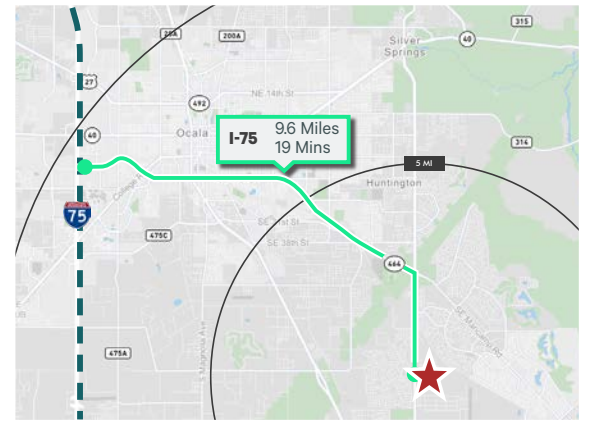 315
25A
200A
40
Silver
Springs
27
NE 14th St
492
I-75 9.6 Miles
19 Mins
40
Ocala
314
5 MI
Huntington
College
75
SE 31st St
475C
SE 38th St
464
SE Maricamp Rd
475A
S Magnolia Ave